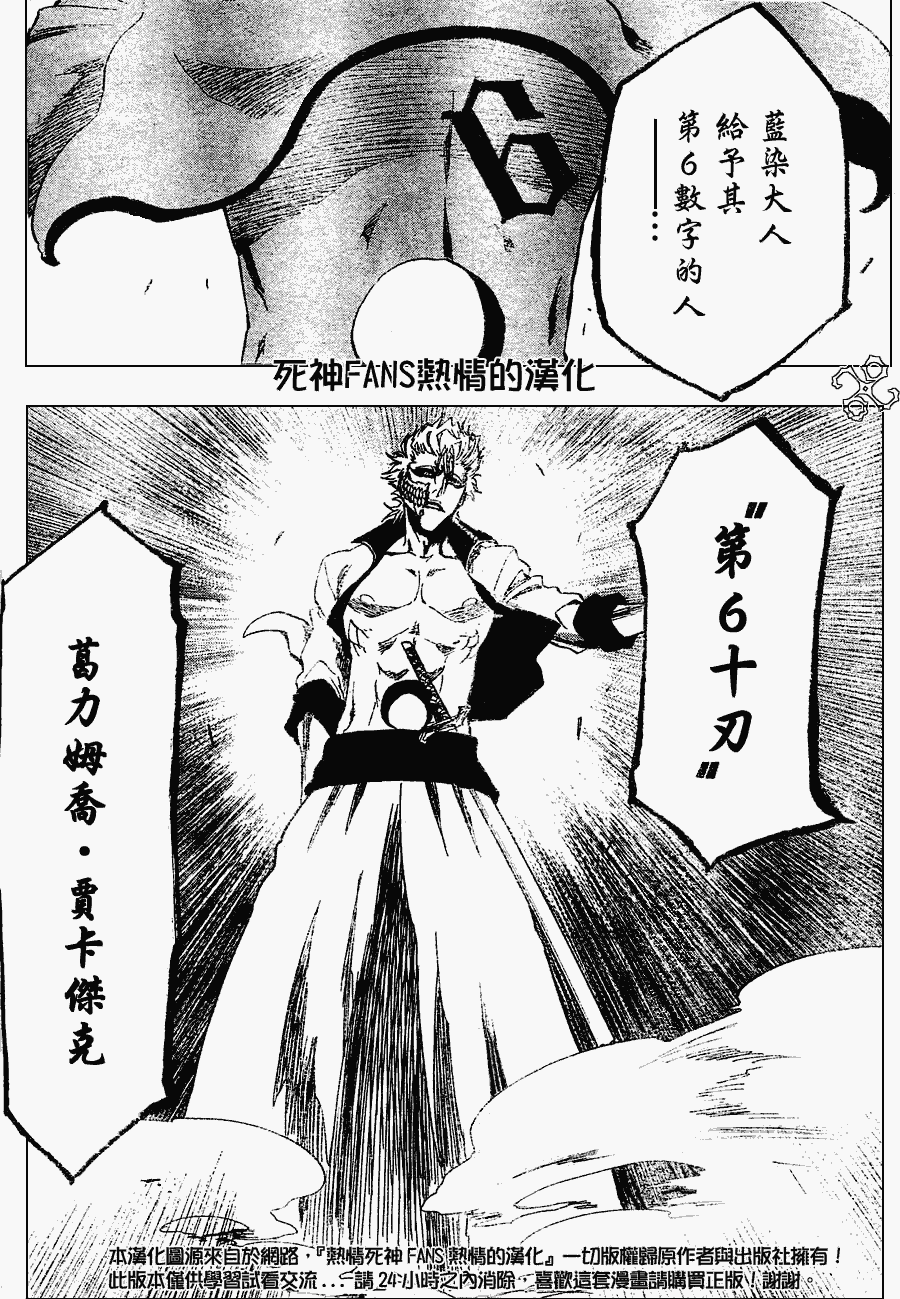 藍染大人
給予其
第6數字的人
——…
6
死神FANS熱情的漢化
"第6十刃"
葛力姆喬·賈卡傑克
本漢化圖源來自於網路，『熱情死神FANS熱情的漢化』一切版權歸原作者與出版社擁有！
此版本僅供學習試看交流...請24小時之內消除，喜歡這套漫畫請購買正版！謝謝。